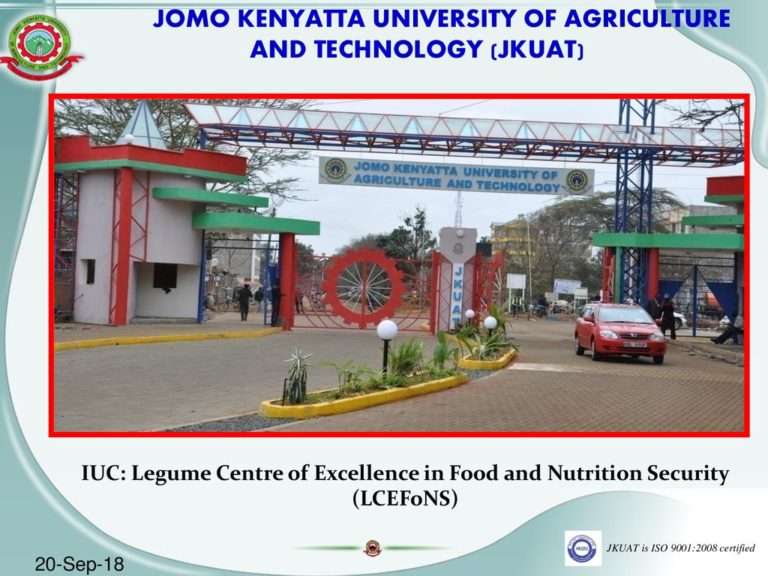 JOMO KENYATTA UNIVERSITY OF AGRICULTURE
AND TECHNOLOGY (JKUAT)
JOMO KENYATTA UNIVERSITY OF
AGRICULTURE AND TECHNOLOGY
JKUAT
IUC: Legume Centre of Excellence in Food and Nutrition Security
(LCEFoNS)
JKUAT is ISO 9001:2008 certified
20-Sep-18